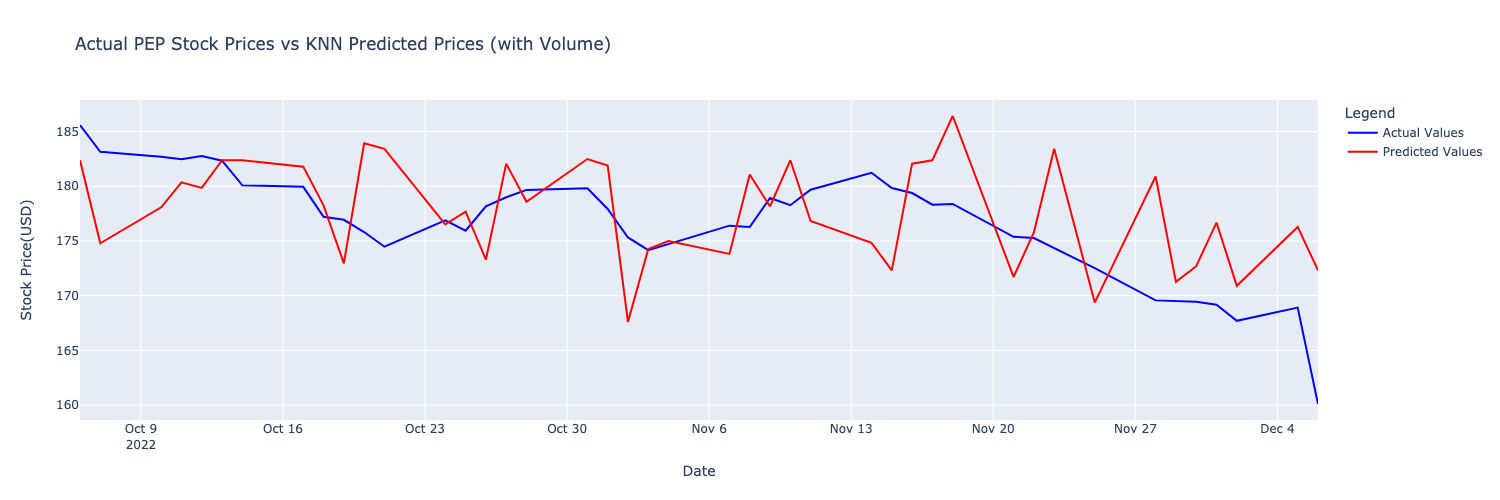 Actual PEP Stock Prices vs KNN Predicted Prices (with Volume)
Legend
Actual Values
Predicted Values
Stock Price(USD)
185
180
175
170
165
160
Oct 9
2022
Oct 16
Oct 23
Oct 30
Nov 6
Nov 13
Nov 20
Nov 27
Dec 4
Date